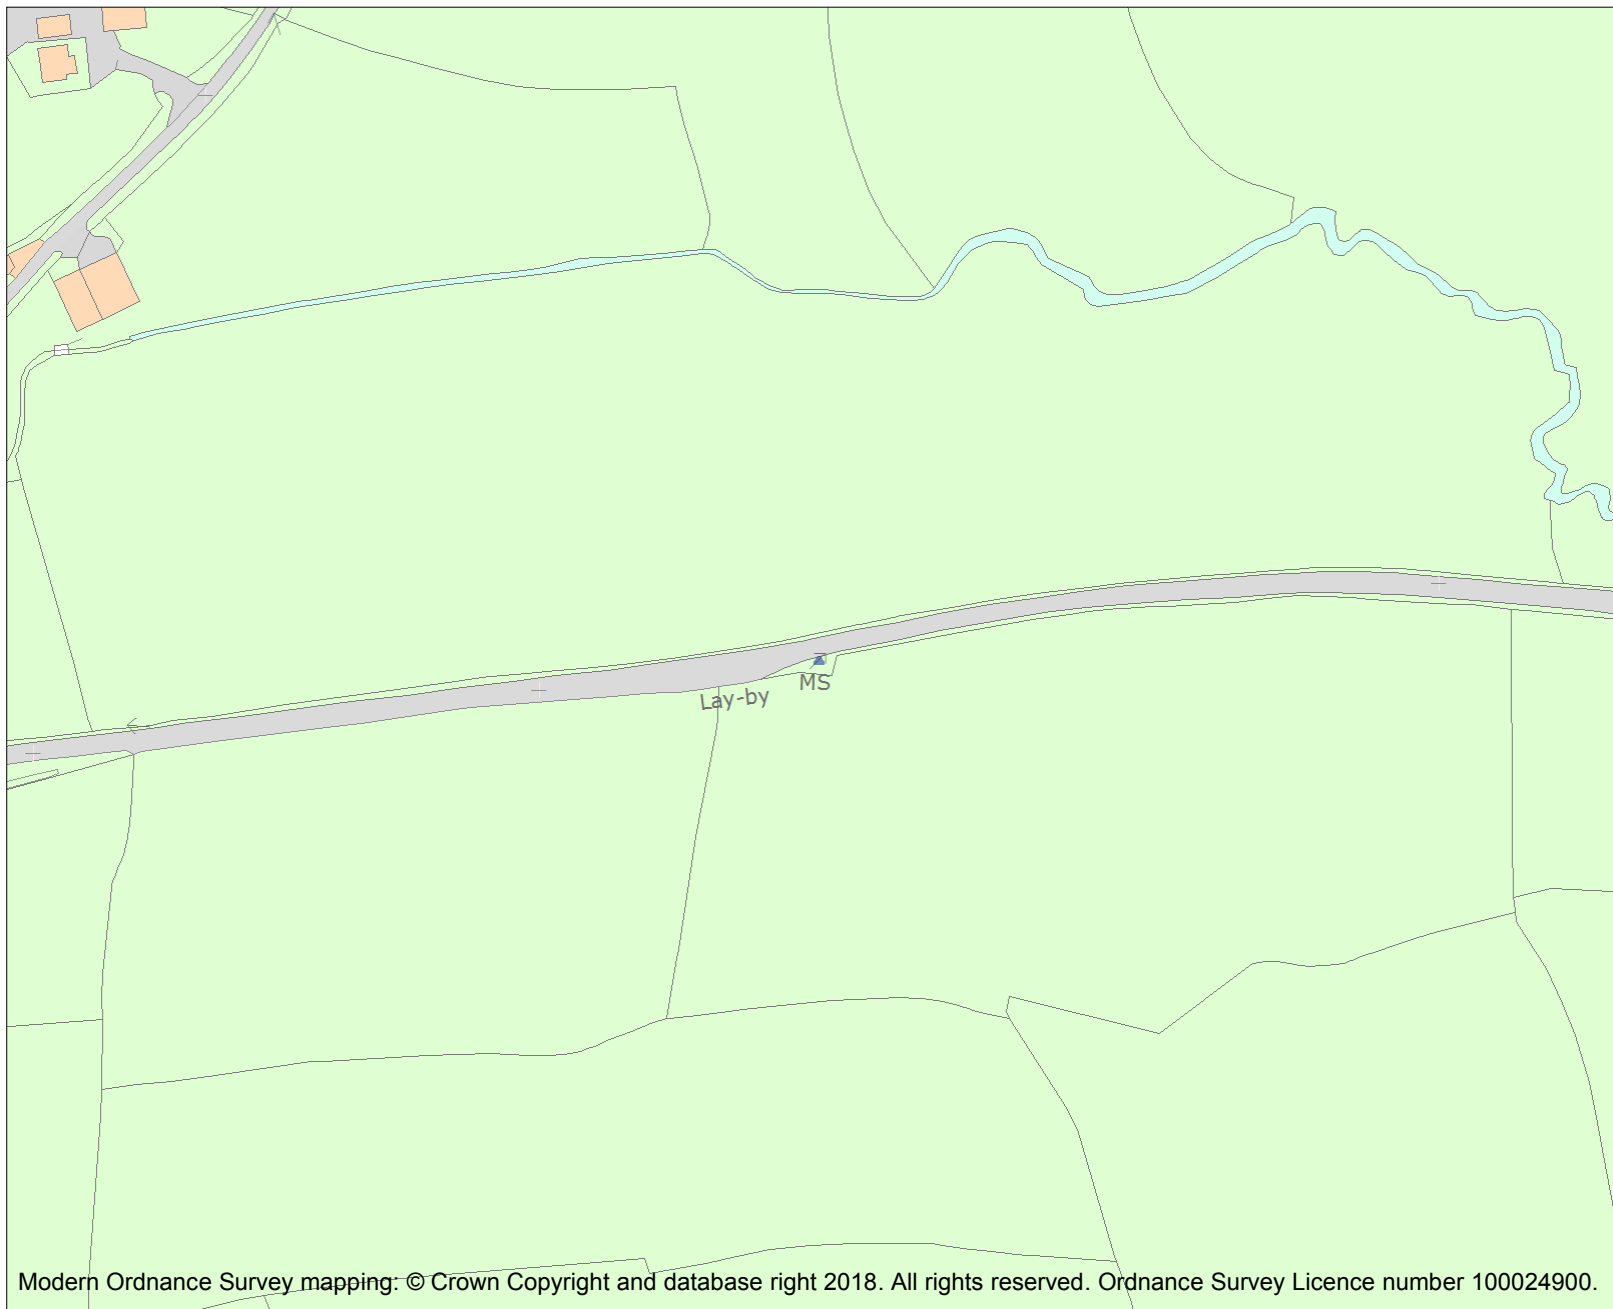 MS
Lay-by
Modern Ordnance Survey mapping: © Crown Copyright and database right 2018. All rights reserved. Ordnance Survey Licence number 100024900.